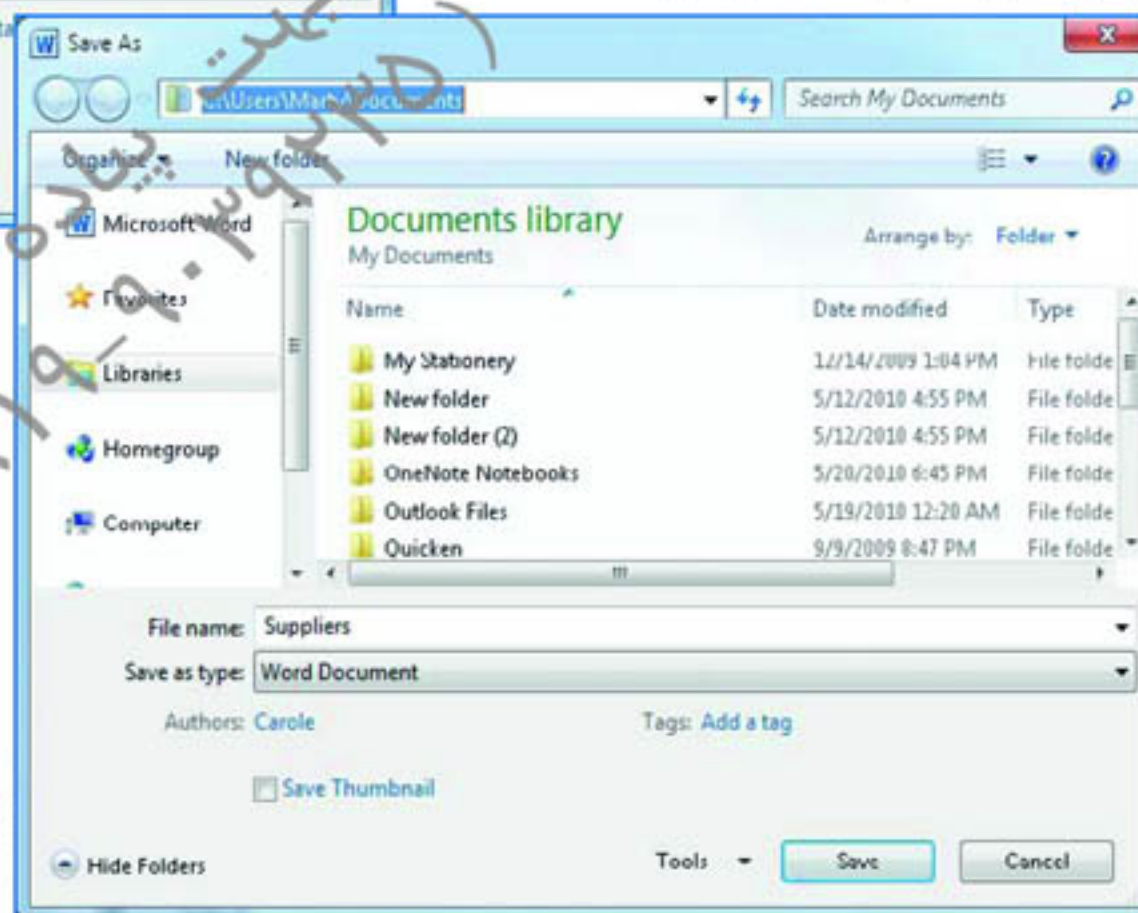 Save As
C:\Users\Mark\Documents
Search My Documents
Organize New folder
Microsoft Word
Favorites
Libraries
Homegroup
Computer
Documents library
My Documents
Arrange by: Folder
Name Date modified Type
My Stationery 12/14/2009 1:04 PM File folde
New folder 5/12/2010 4:55 PM File folde
New folder (2) 5/12/2010 4:55 PM File folde
OneNote Notebooks 5/20/2010 6:45 PM File folde
Outlook Files 5/19/2010 12:20 AM File folde
Quicken 9/9/2009 8:47 PM File folde
File name: Suppliers
Save as type: Word Document
Authors: Carole Tags: Add a tag
Save Thumbnail
Hide Folders Tools Save Cancel